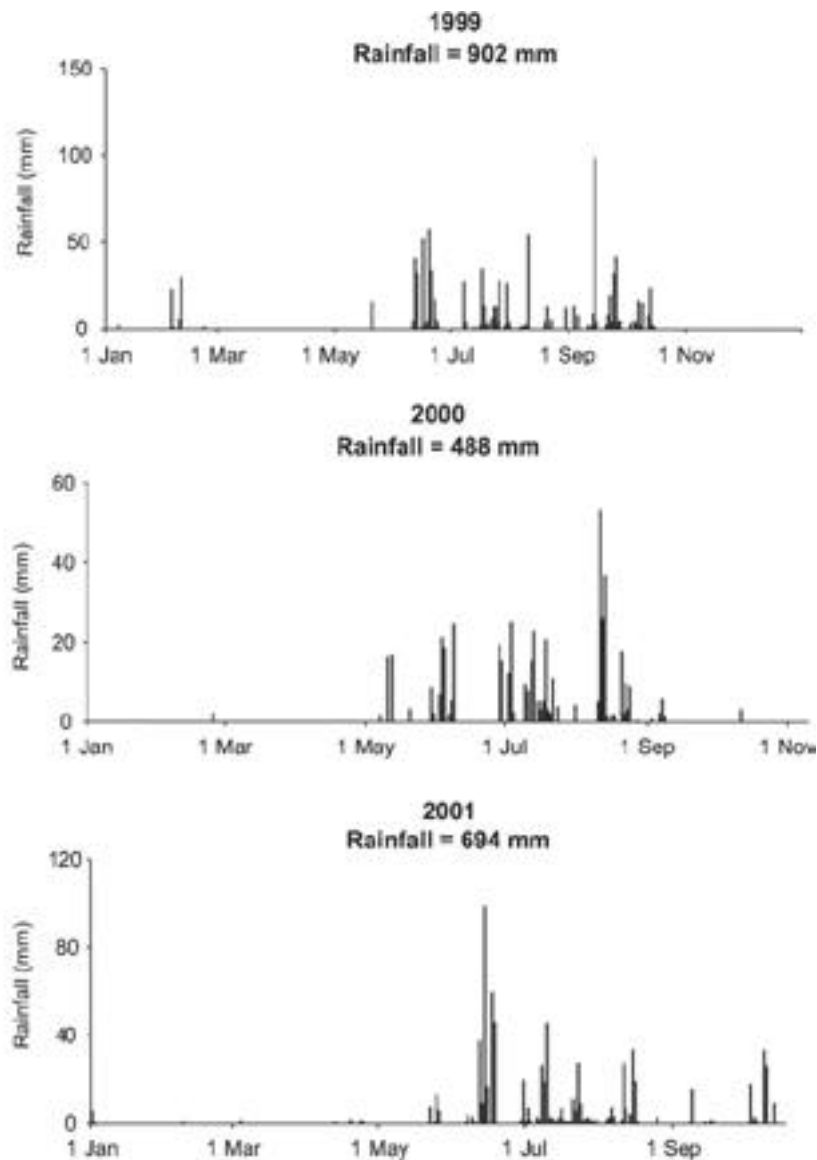 1999
Rainfall = 902 mm
150
100
50
0
Rainfall (mm)
1 Jan 1 Mar 1 May 1 Jul 1 Sep 1 Nov
2000
Rainfall = 488 mm
60
40
20
0
Rainfall (mm)
1 Jan 1 Mar 1 May 1 Jul 1 Sep 1 Nov
2001
Rainfall = 694 mm
120
80
40
0
Rainfall (mm)
1 Jan 1 Mar 1 May 1 Jul 1 Sep